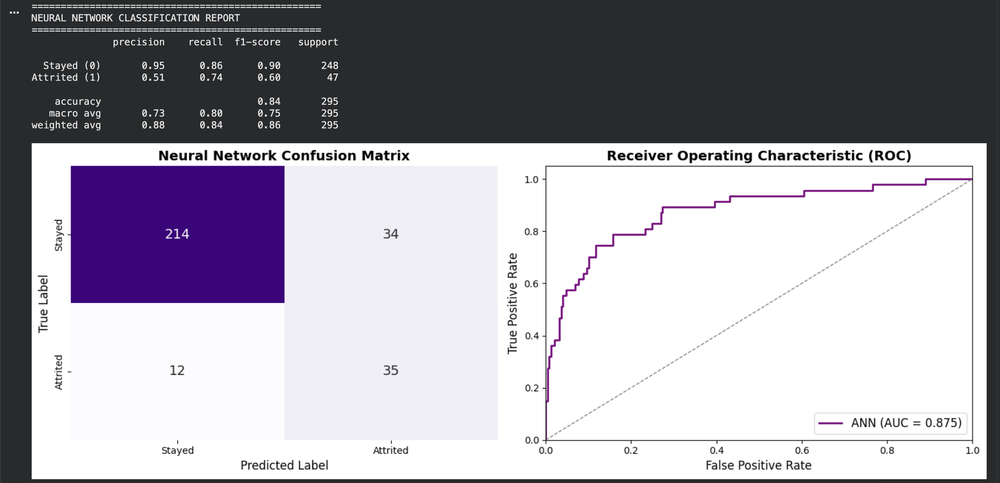 ==================================================
NEURAL NETWORK CLASSIFICATION REPORT
==================================================
precision recall f1-score support
Stayed (0) 0.95 0.86 0.90 248
Attrited (1) 0.51 0.74 0.60 47
accuracy 0.84 295
macro avg 0.73 0.80 0.75 295
weighted avg 0.88 0.84 0.86 295
Neural Network Confusion Matrix
True Label
Stayed
214 34
Attrited
12 35
Stayed Attrited
Predicted Label
Receiver Operating Characteristic (ROC)
True Positive Rate
1.0
0.8
0.6
0.4
0.2
0.0
ANN (AUC = 0.875)
0.0 0.2 0.4 0.6 0.8 1.0
False Positive Rate